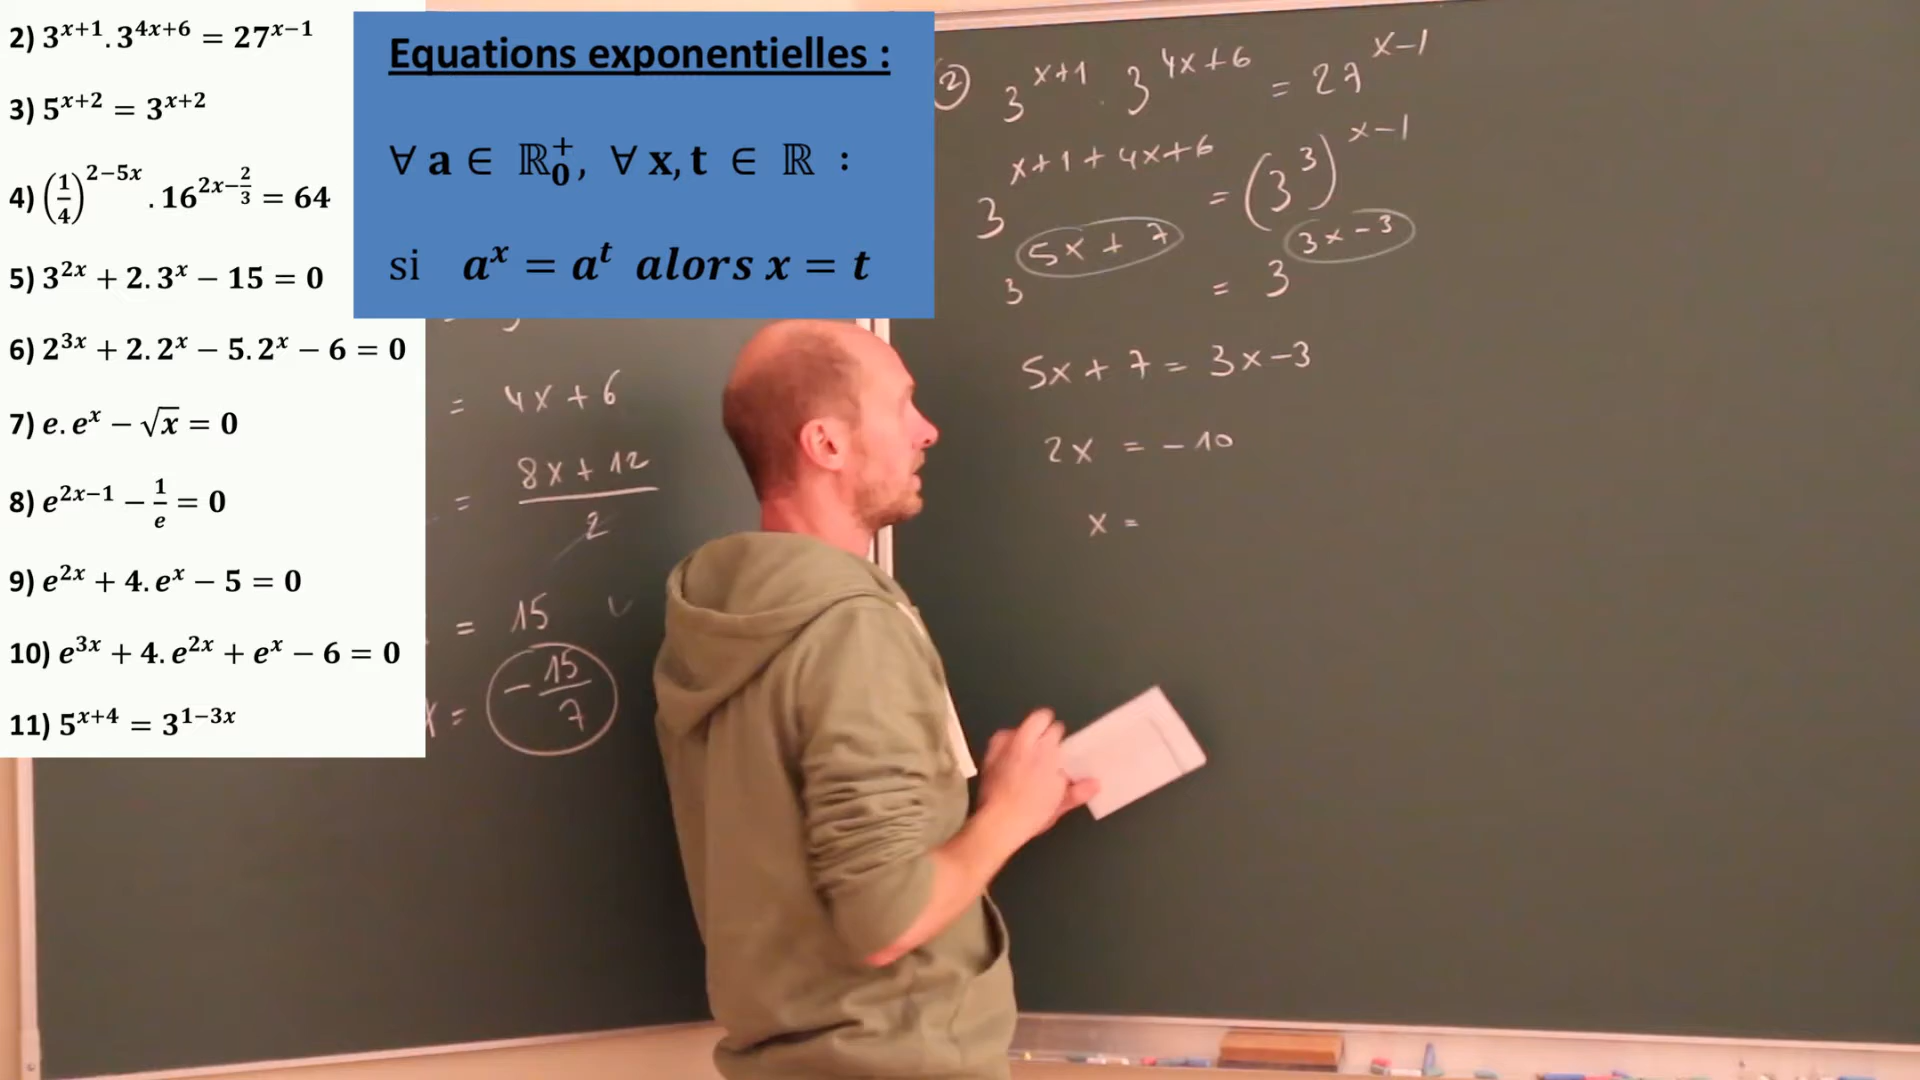 2) 3^{x+1}.3^{4x+6} = 27^{x-1}
3) 5^{x+2} = 3^{x+2}
4) (1/4)^{2-5x}.16^{2x-2/3} = 64
5) 3^{2x} + 2.3^x − 15 = 0
6) 2^{3x} + 2.2^x − 5.2^x − 6 = 0
7) e.e^x − √x = 0
8) e^{2x-1} − 1/e = 0
9) e^{2x} + 4.e^x − 5 = 0
10) e^{3x} + 4.e^{2x} + e^x − 6 = 0
11) 5^{x+4} = 3^{1-3x}
Equations exponentielles :
∀ a ∈ ℝ₀⁺, ∀ x, t ∈ ℝ :
si a^x = a^t alors x = t
= 4x + 6
= (8x + 12)/2
= 15
x = −15/7
② 3^{x+1} . 3^{4x+6} = 27^{x−1}
3^{x+1+4x+6} = (3^3)^{x−1}
3^{5x+7} = 3^{3x−3}
5x + 7 = 3x − 3
2x = −10
x =